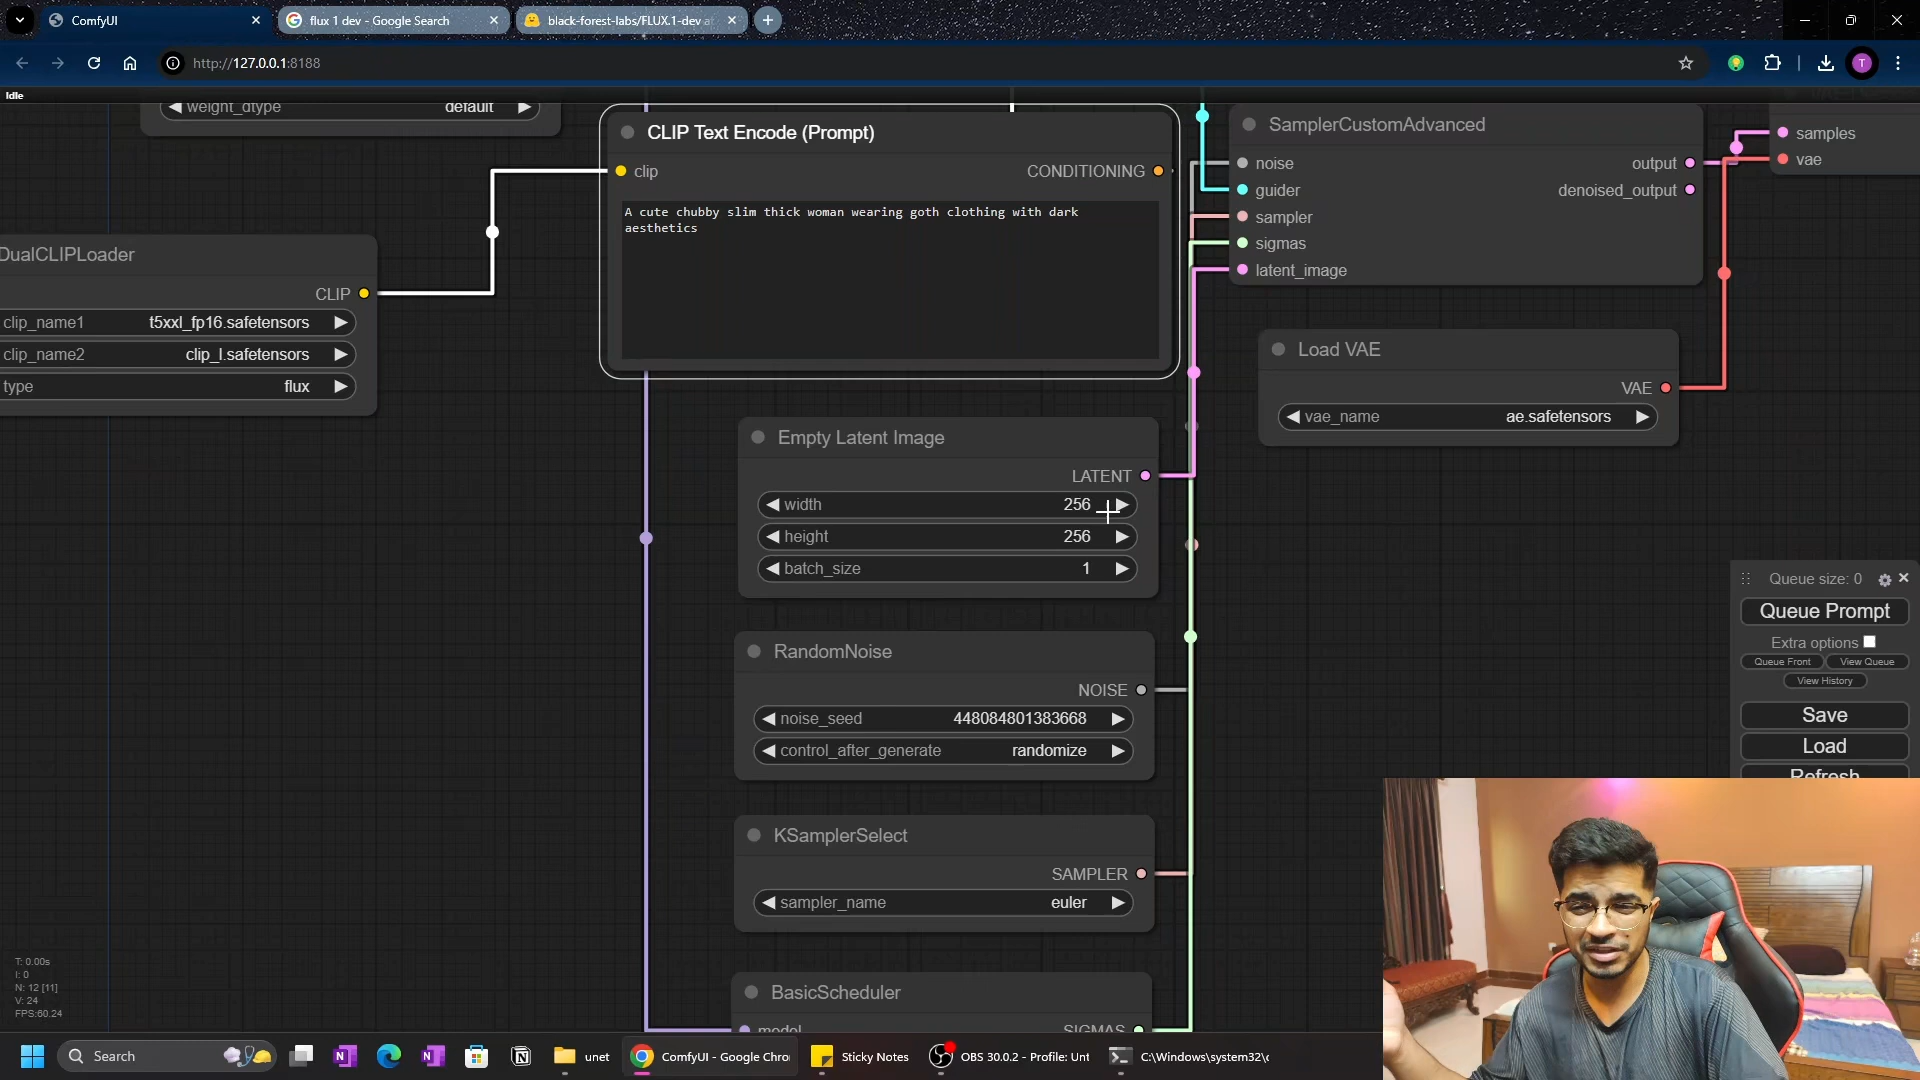 ComfyUI
flux 1 dev - Google Search
black-forest-labs/FLUX.1-dev at
http://127.0.0.1:8188
T
Idle
weight_dtype default
CLIP Text Encode (Prompt)
clip CONDITIONING
A cute chubby slim thick woman wearing goth clothing with dark
aesthetics
SamplerCustomAdvanced
noise output
guider denoised_output
sampler
sigmas
latent_image
samples
vae
DualCLIPLoader
CLIP
clip_name1 t5xxl_fp16.safetensors
clip_name2 clip_l.safetensors
type flux
Load VAE
VAE
vae_name ae.safetensors
Empty Latent Image
LATENT
width 256
height 256
batch_size 1
RandomNoise
NOISE
noise_seed 448084801383668
control_after_generate randomize
KSamplerSelect
SAMPLER
sampler_name euler
BasicScheduler
model SIGMAS
Queue size: 0
Queue Prompt
Extra options
Queue Front View Queue
View History
Save
Load
Refresh
T: 0.00s
I: 0
N: 12 [11]
V: 24
FPS:60.24
Search
unet
ComfyUI - Google Chro
Sticky Notes
OBS 30.0.2 - Profile: Unt
C:\Windows\system32\c